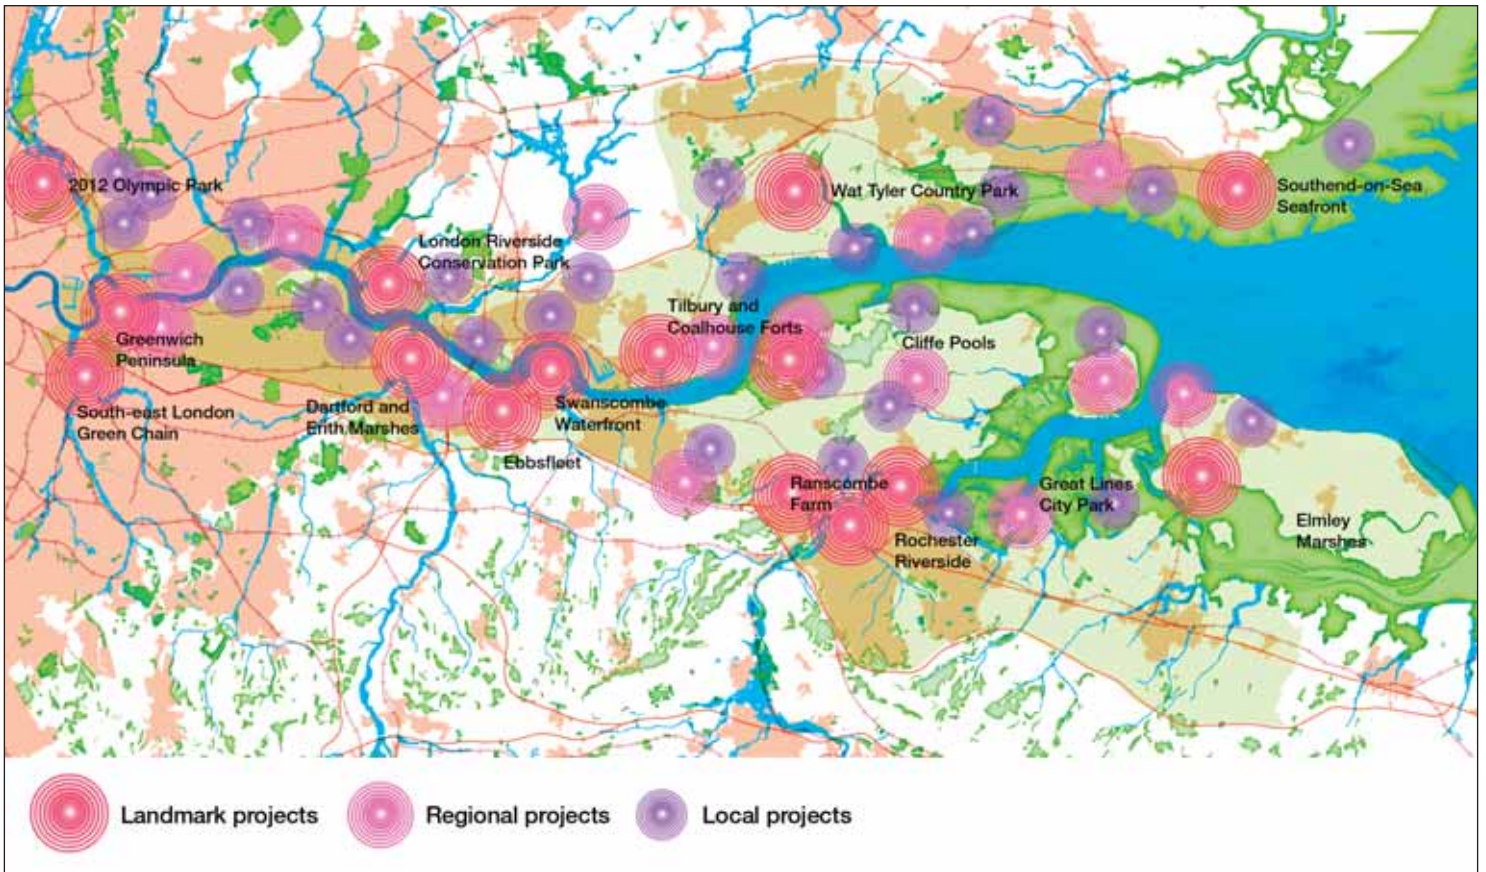 2012 Olympic Park
Wat Tyler Country Park
Southend-on-Sea
Seafront
London Riverside
Conservation Park
Tilbury and
Coalhouse Forts
Greenwich
Peninsula
Cliffe Pools
South-east London
Green Chain
Dartford and
Erith Marshes
Swanscombe
Waterfront
Ebbsfleet
Ranscombe
Farm
Great Lines
City Park
Rochester
Riverside
Elmley
Marshes
Landmark projects
Regional projects
Local projects